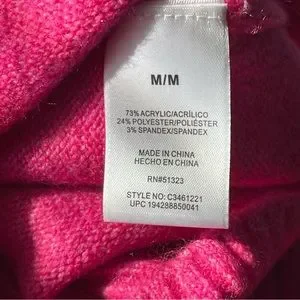 M/M
73% ACRYLIC/ACRÍLICO
24% POLYESTER/POLIÉSTER
3% SPANDEX/SPANDEX
MADE IN CHINA
HECHO EN CHINA
RN#51323
STYLE NO: C3461221
UPC 194288850041